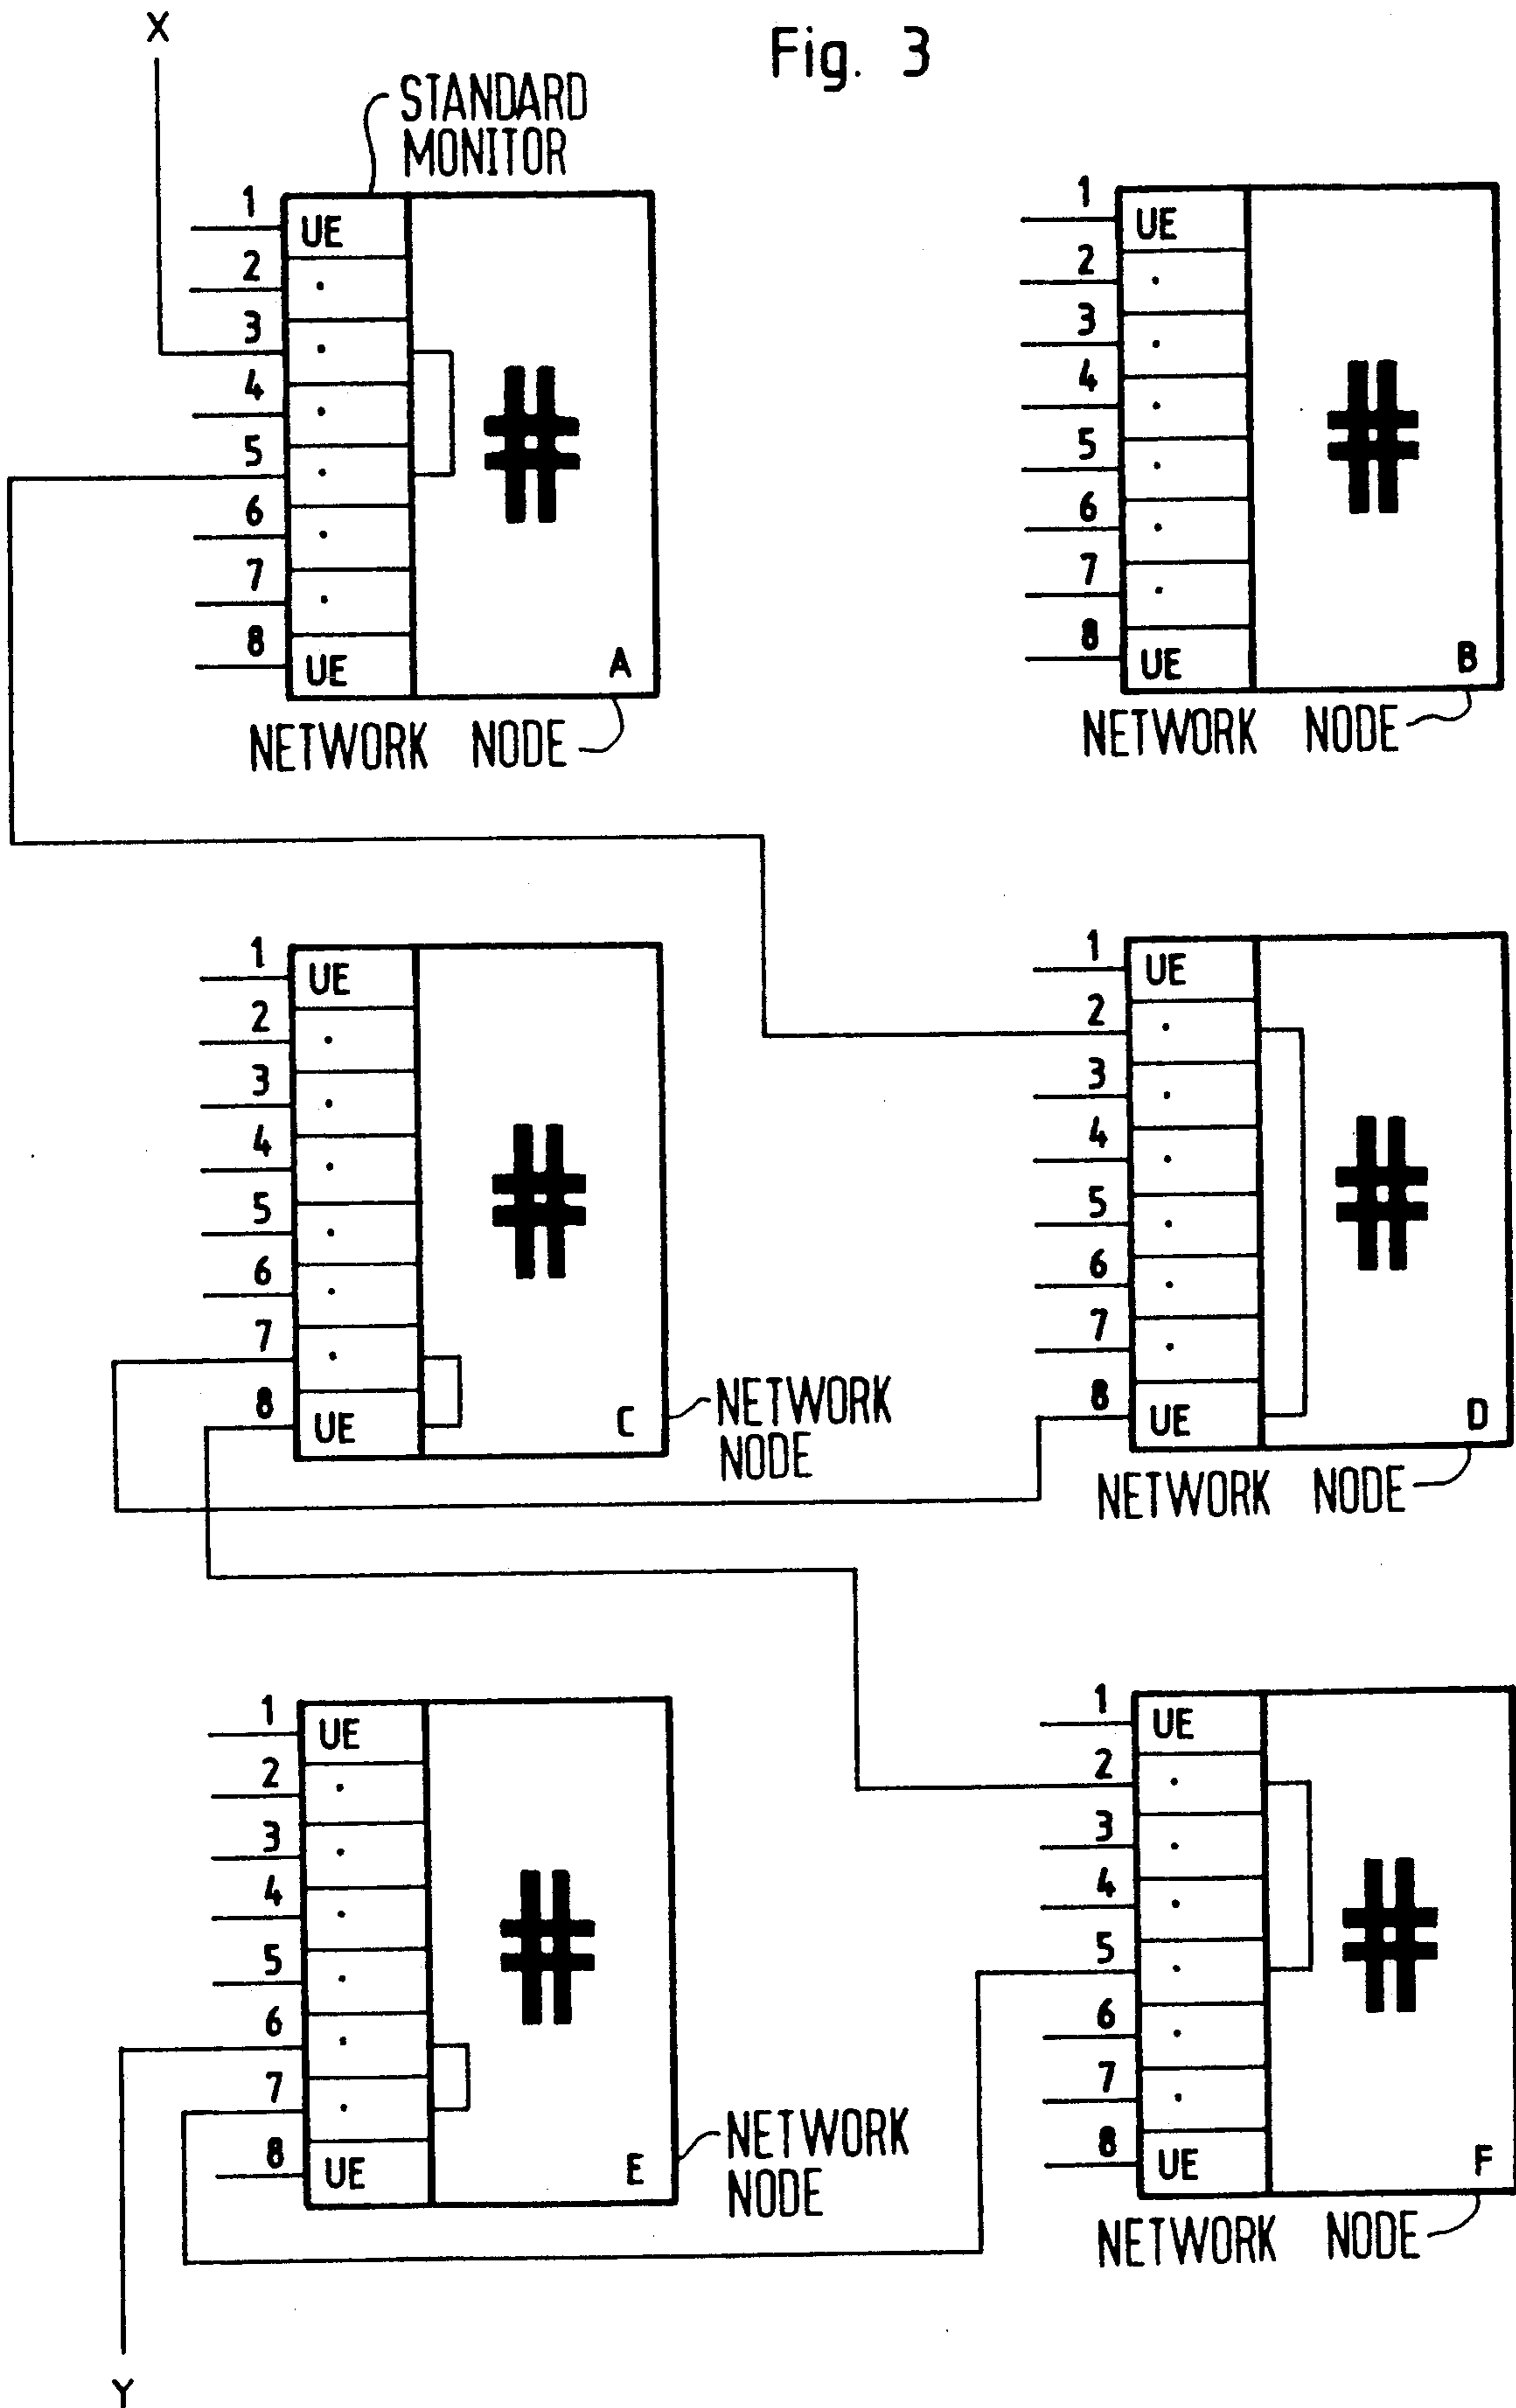 X
Fig. 3
STANDARD
MONITOR
1 UE
2
3
4
5
6
7
8 UE
A
NETWORK NODE
1 UE
2
3
4
5
6
7
8 UE
B
NETWORK NODE
1 UE
2
3
4
5
6
7
8 UE
C
NETWORK
NODE
1 UE
2
3
4
5
6
7
8 UE
D
NETWORK NODE
1 UE
2
3
4
5
6
7
8 UE
E
NETWORK
NODE
1 UE
2
3
4
5
6
7
8 UE
F
NETWORK NODE
Y